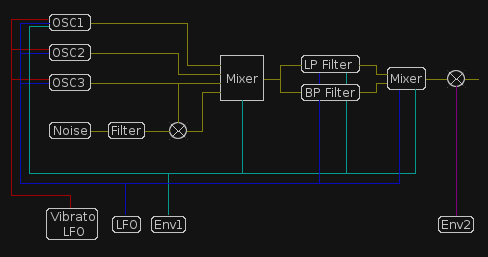 OSC1
OSC2
OSC3
Mixer
LP Filter
BP Filter
Mixer
Noise
Filter
Vibrato
LFO
LFO
Env1
Env2